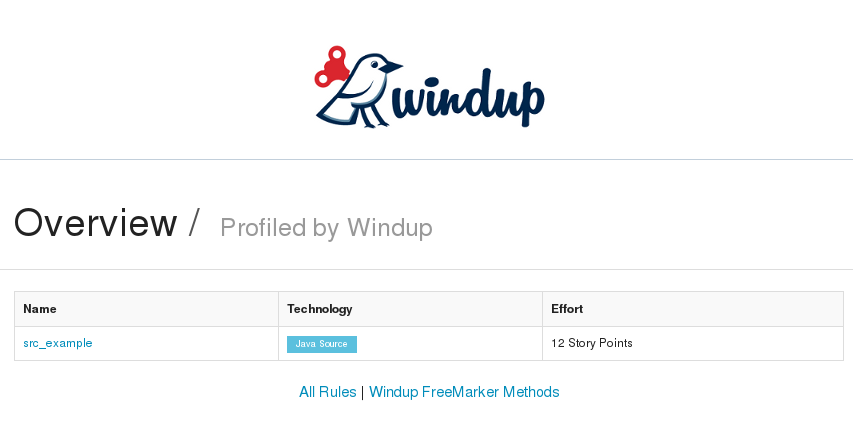 windup
Overview / Profiled by Windup
Name Technology Effort
src_example Java Source 12 Story Points
All Rules | Windup FreeMarker Methods